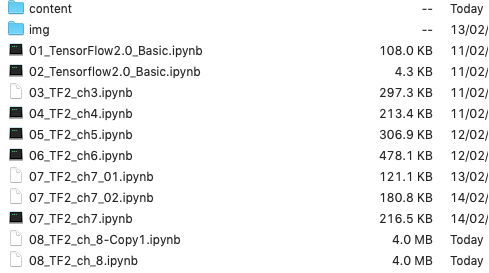 content -- Today
img -- 13/02/
01_TensorFlow2.0_Basic.ipynb 108.0 KB 11/02/
02_Tensorflow2.0_Basic.ipynb 4.3 KB 11/02/
03_TF2_ch3.ipynb 297.3 KB 11/02/
04_TF2_ch4.ipynb 213.4 KB 11/02/
05_TF2_ch5.ipynb 306.9 KB 12/02/
06_TF2_ch6.ipynb 478.1 KB 12/02/
07_TF2_ch7_01.ipynb 121.1 KB 13/02/
07_TF2_ch7_02.ipynb 180.8 KB 14/02/
07_TF2_ch7.ipynb 216.5 KB 14/02/
08_TF2_ch_8-Copy1.ipynb 4.0 MB Today
08_TF2_ch_8.ipynb 4.0 MB Today